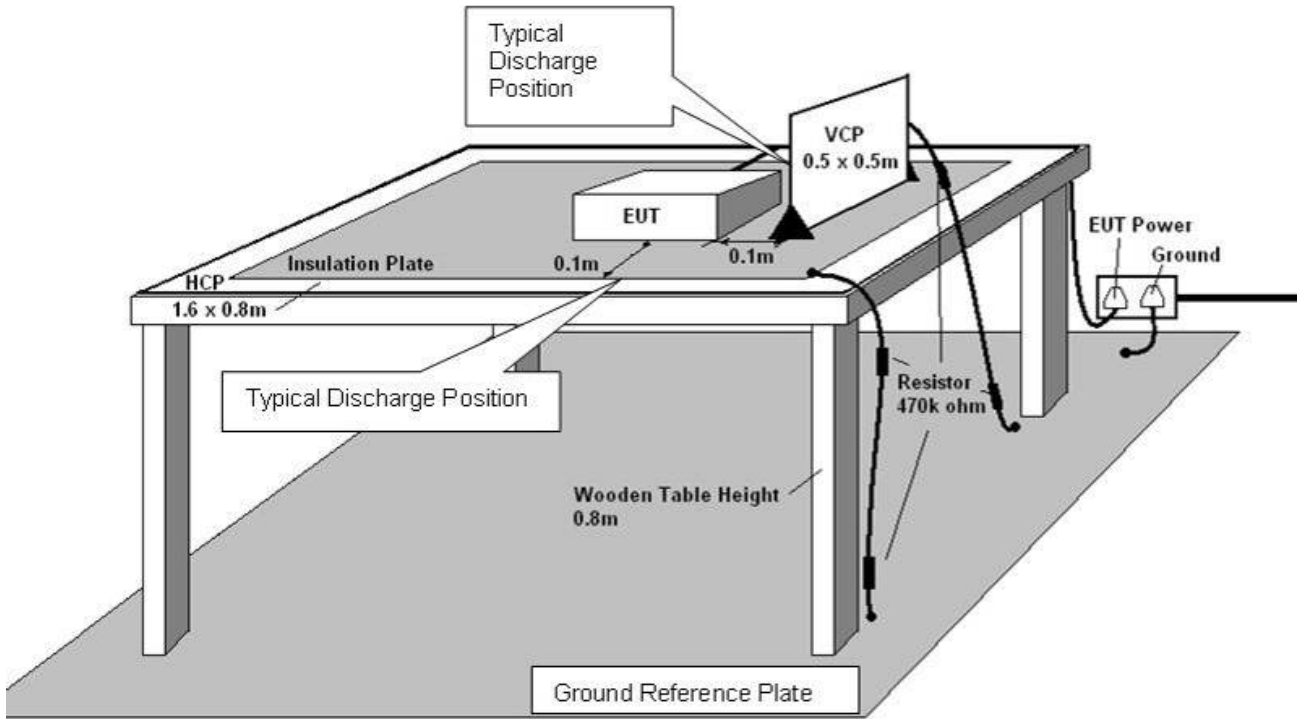 Typical
Discharge
Position
VCP
0.5 x 0.5m
EUT
EUT Power
Ground
0.1m
0.1m
Insulation Plate
HCP
1.6 x 0.8m
Typical Discharge Position
Resistor
470k ohm
Wooden Table Height
0.8m
Ground Reference Plate